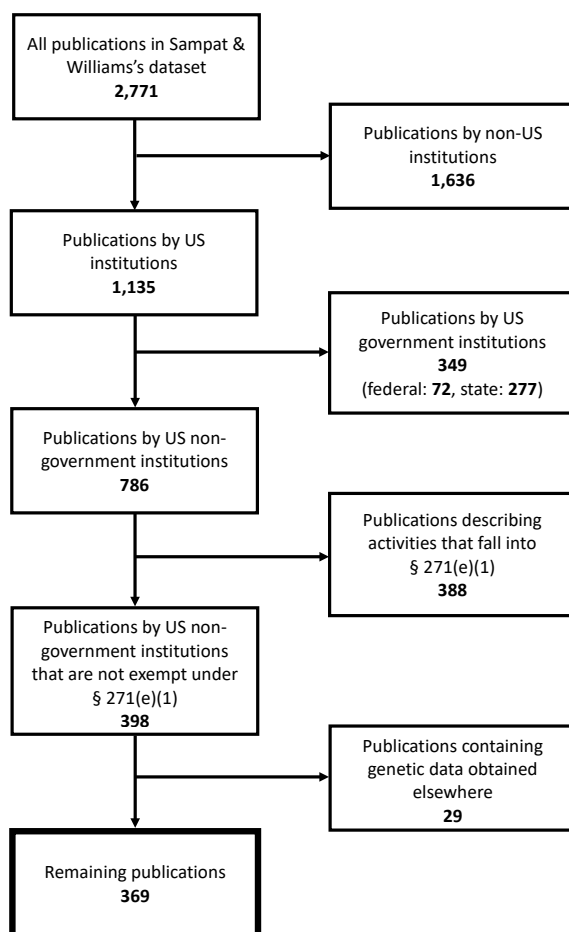 All publications in Sampat &
Williams's dataset
2,771
Publications by non-US
institutions
1,636
Publications by US
institutions
1,135
Publications by US
government institutions
349
(federal: 72, state: 277)
Publications by US non-
government institutions
786
Publications describing
activities that fall into
§ 271(e)(1)
388
Publications by US non-
government institutions
that are not exempt under
§ 271(e)(1)
398
Publications containing
genetic data obtained
elsewhere
29
Remaining publications
369